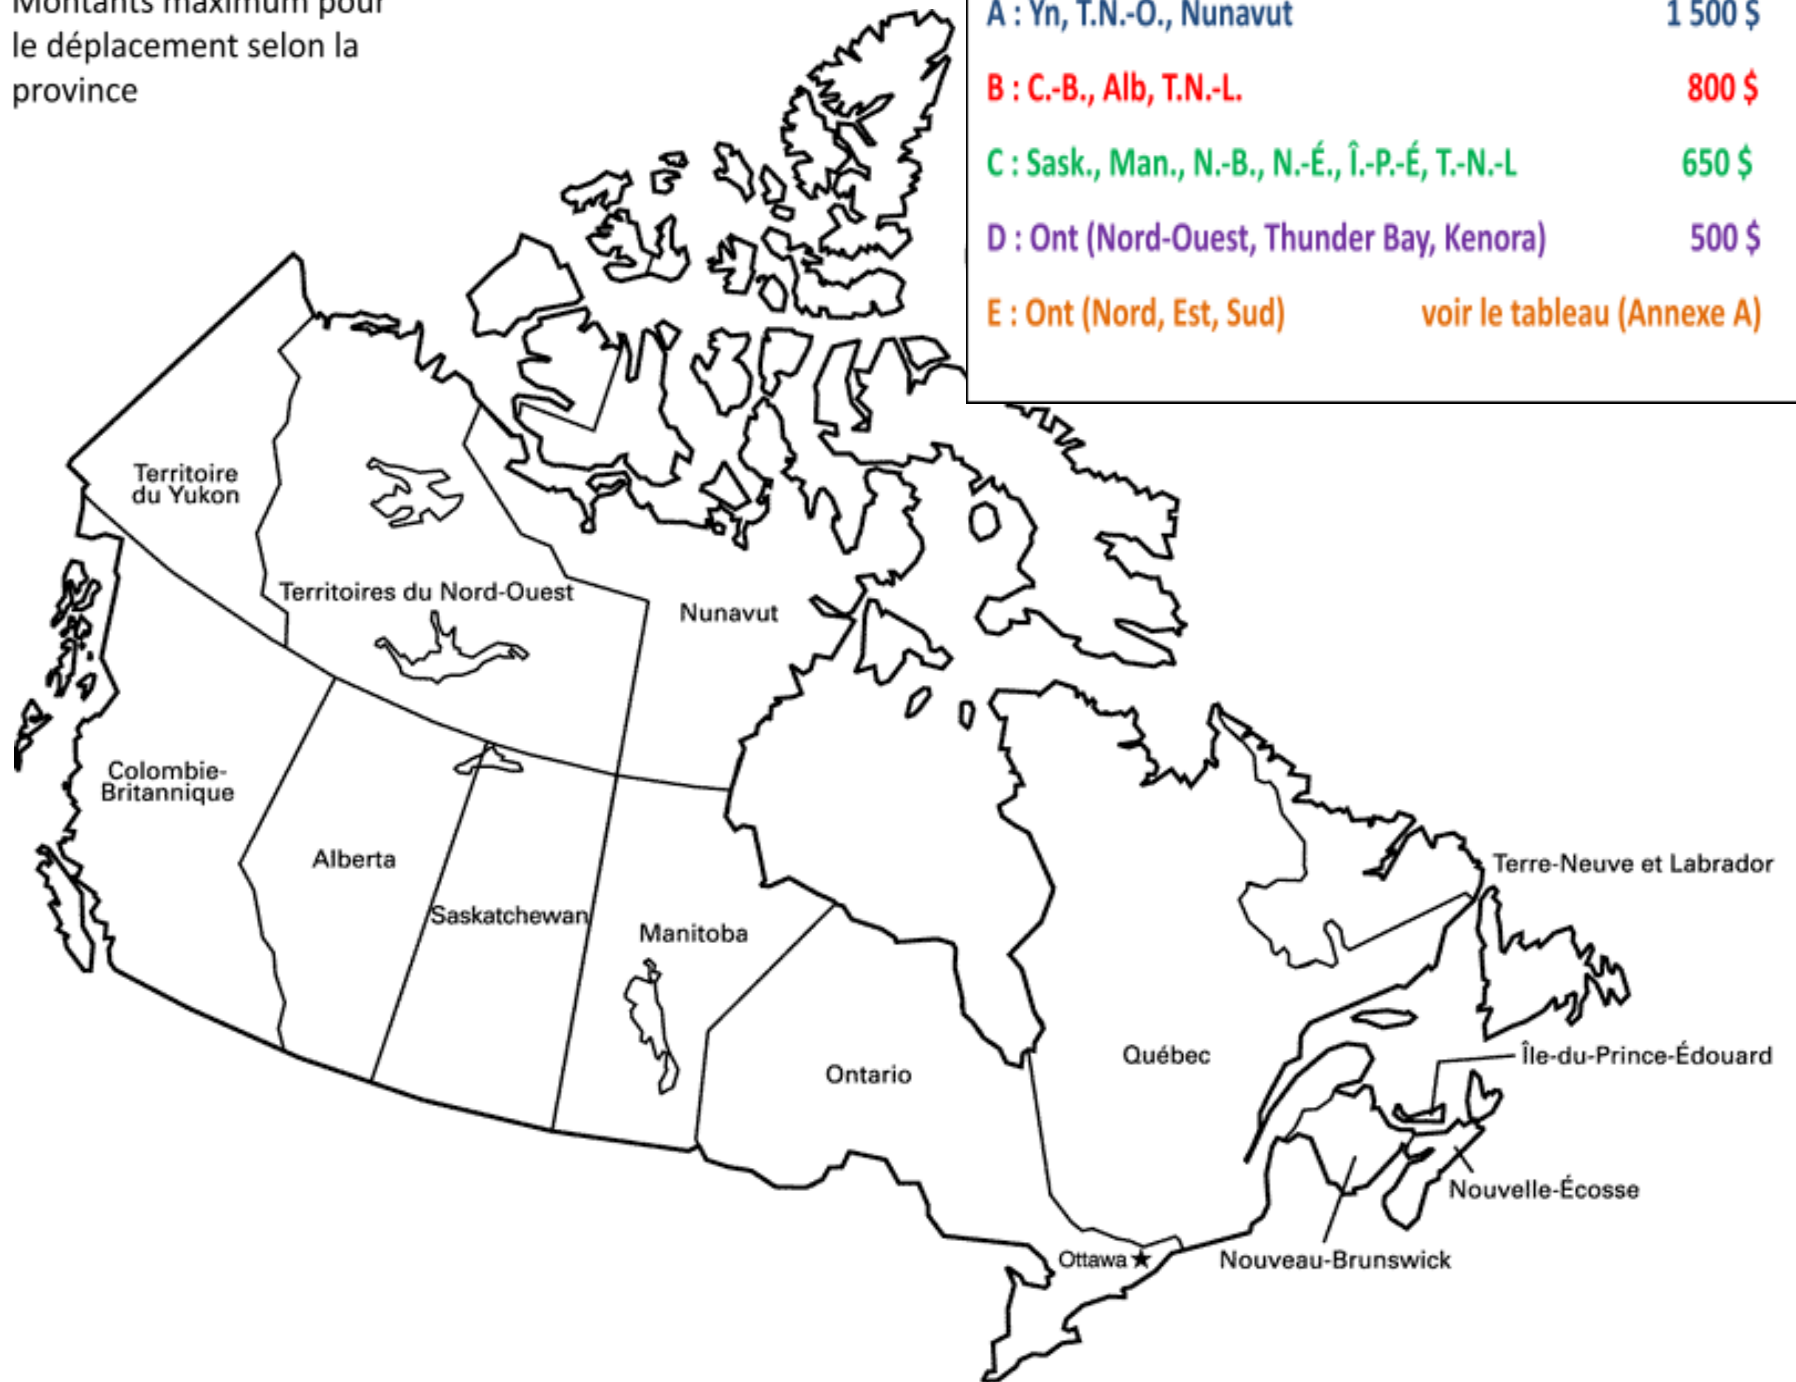 Montants maximum pour
le déplacement selon la
province
A : Yn, T.N.-O., Nunavut 1 500 $
B : C.-B., Alb, T.N.-L. 800 $
C : Sask., Man., N.-B., N.-É., Î.-P.-É, T.-N.-L 650 $
D : Ont (Nord-Ouest, Thunder Bay, Kenora) 500 $
E : Ont (Nord, Est, Sud) voir le tableau (Annexe A)
Territoire
du Yukon
Territoires du Nord-Ouest
Nunavut
Colombie-
Britannique
Alberta
Saskatchewan
Manitoba
Ontario
Québec
Terre-Neuve et Labrador
Île-du-Prince-Édouard
Nouvelle-Écosse
Nouveau-Brunswick
Ottawa